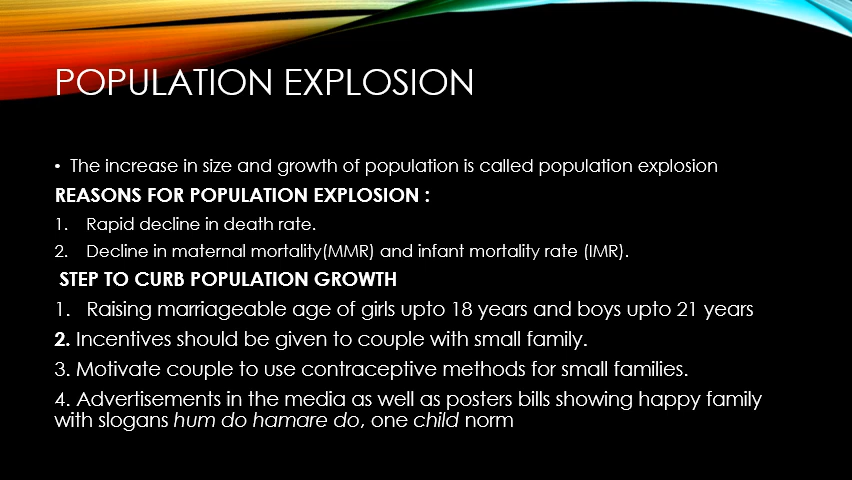 POPULATION EXPLOSION
• The increase in size and growth of population is called population explosion
REASONS FOR POPULATION EXPLOSION :
1. Rapid decline in death rate.
2. Decline in maternal mortality(MMR) and infant mortality rate (IMR).
STEP TO CURB POPULATION GROWTH
1. Raising marriageable age of girls upto 18 years and boys upto 21 years
2. Incentives should be given to couple with small family.
3. Motivate couple to use contraceptive methods for small families.
4. Advertisements in the media as well as posters bills showing happy family
with slogans hum do hamare do, one child norm